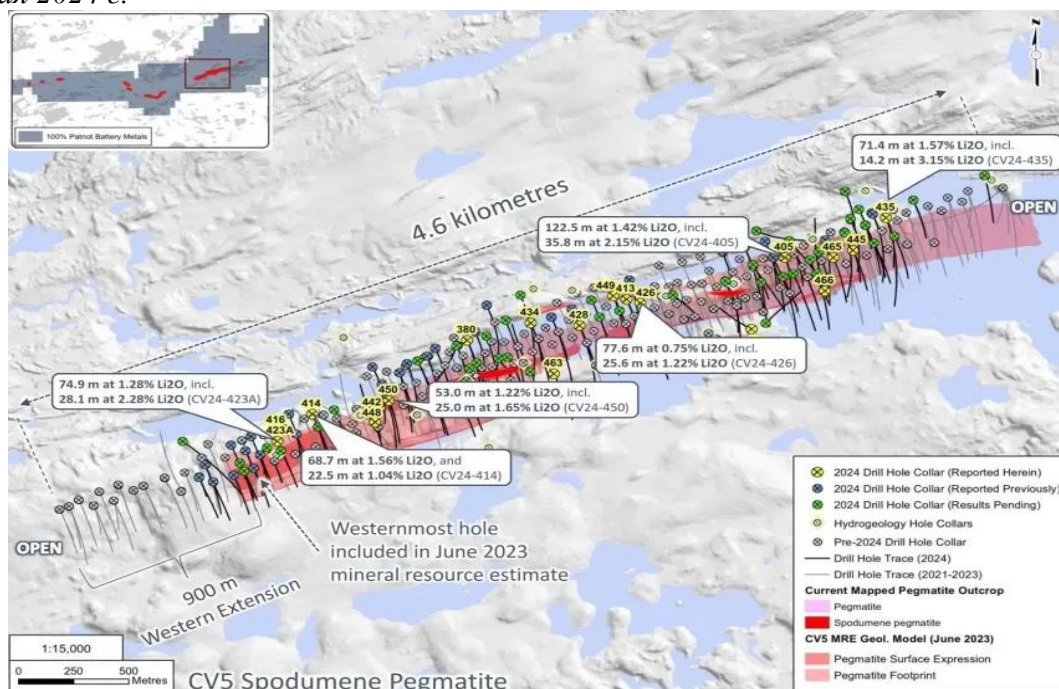 100% Patriot Battery Metals
N
71.4 m at 1.57% Li2O, incl.
14.2 m at 3.15% Li2O (CV24-435)
OPEN
4.6 kilometres
122.5 m at 1.42% Li2O, incl.
35.8 m at 2.15% Li2O (CV24-405)
435
445
465
405
466
449
413
426
434
428
380
463
77.6 m at 0.75% Li2O, incl.
25.6 m at 1.22% Li2O (CV24-426)
74.9 m at 1.28% Li2O, incl.
28.1 m at 2.28% Li2O (CV24-423A)
53.0 m at 1.22% Li2O, incl.
25.0 m at 1.65% Li2O (CV24-450)
450
442
448
414
416
423A
68.7 m at 1.56% Li2O, and
22.5 m at 1.04% Li2O (CV24-414)
OPEN
900 m
Western Extension
Westernmost hole
included in June 2023
mineral resource estimate
2024 Drill Hole Collar (Reported Herein)
2024 Drill Hole Collar (Reported Previously)
2024 Drill Hole Collar (Results Pending)
Hydrogeology Hole Collars
Pre-2024 Drill Hole Collar
Drill Hole Trace (2024)
Drill Hole Trace (2021-2023)
Current Mapped Pegmatite Outcrop
Pegmatite
Spodumene pegmatite
CV5 MRE Geol. Model (June 2023)
Pegmatite Surface Expression
Pegmatite Footprint
1:15,000
0 250 500
Metres
CV5 Spodumene Pegmatite